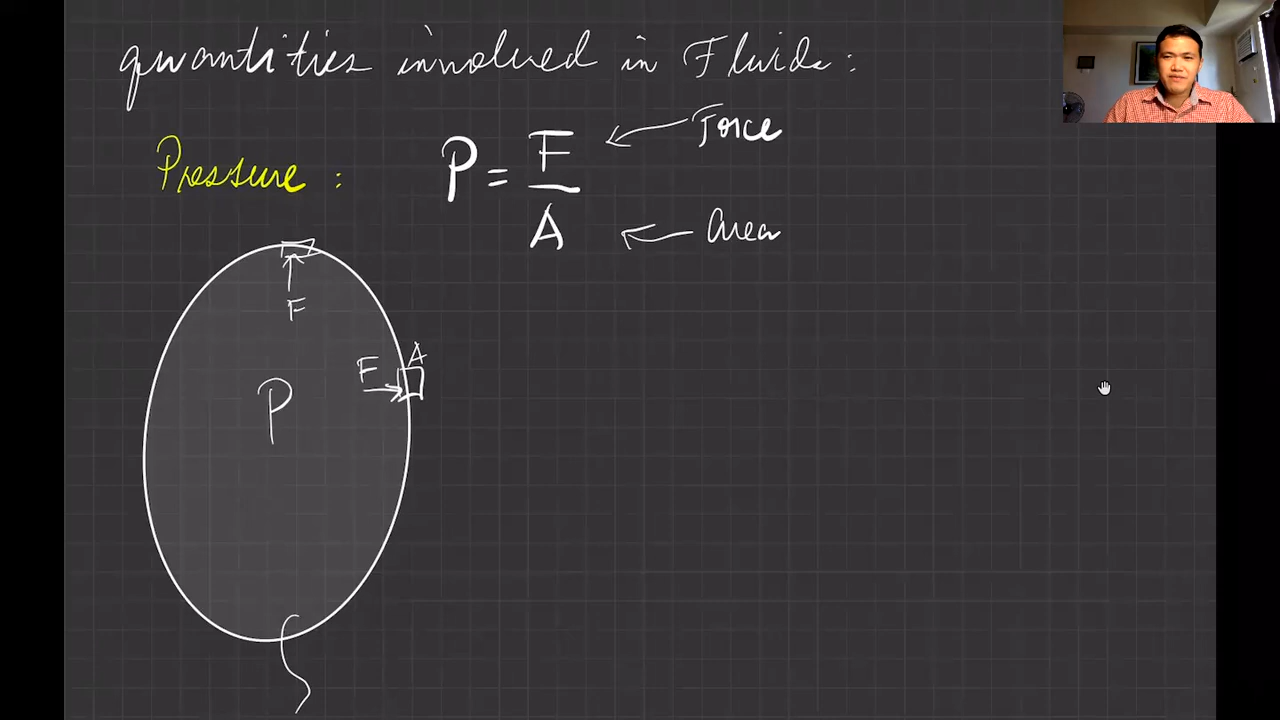 quantities involved in Fluids:
Pressure: P = F/A
Force
Area
F
F A
P